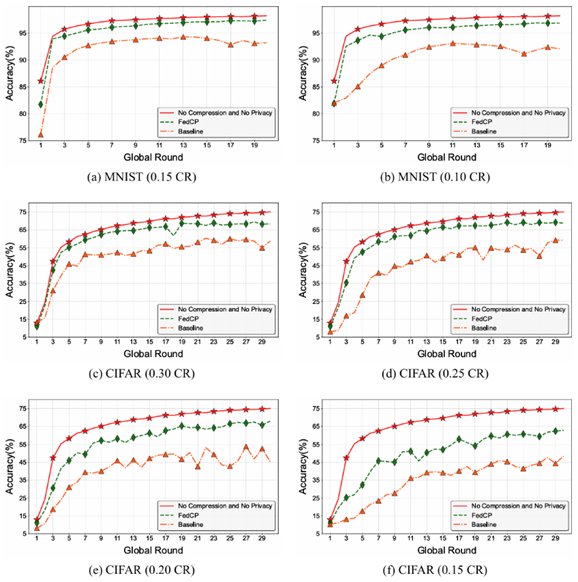 95
90
85
80
75
Accuracy(%)
1 3 5 7 9 11 13 15 17 19
Global Round
No Compression and No Privacy
FedCP
Baseline
(a) MNIST (0.15 CR)
95
90
85
80
75
Accuracy(%)
1 3 5 7 9 11 13 15 17 19
Global Round
No Compression and No Privacy
FedCP
Baseline
(b) MNIST (0.10 CR)
75
65
55
45
35
25
15
5
Accuracy(%)
1 3 5 7 9 11 13 15 17 19 21 23 25 27 29
Global Round
No Compression and No Privacy
FedCP
Baseline
(c) CIFAR (0.30 CR)
75
65
55
45
35
25
15
5
Accuracy(%)
1 3 5 7 9 11 13 15 17 19 21 23 25 27 29
Global Round
No Compression and No Privacy
FedCP
Baseline
(d) CIFAR (0.25 CR)
75
65
55
45
35
25
15
5
Accuracy(%)
1 3 5 7 9 11 13 15 17 19 21 23 25 27 29
Global Round
No Compression and No Privacy
FedCP
Baseline
(e) CIFAR (0.20 CR)
75
65
55
45
35
25
15
5
Accuracy(%)
1 3 5 7 9 11 13 15 17 19 21 23 25 27 29
Global Round
No Compression and No Privacy
FedCP
Baseline
(f) CIFAR (0.15 CR)